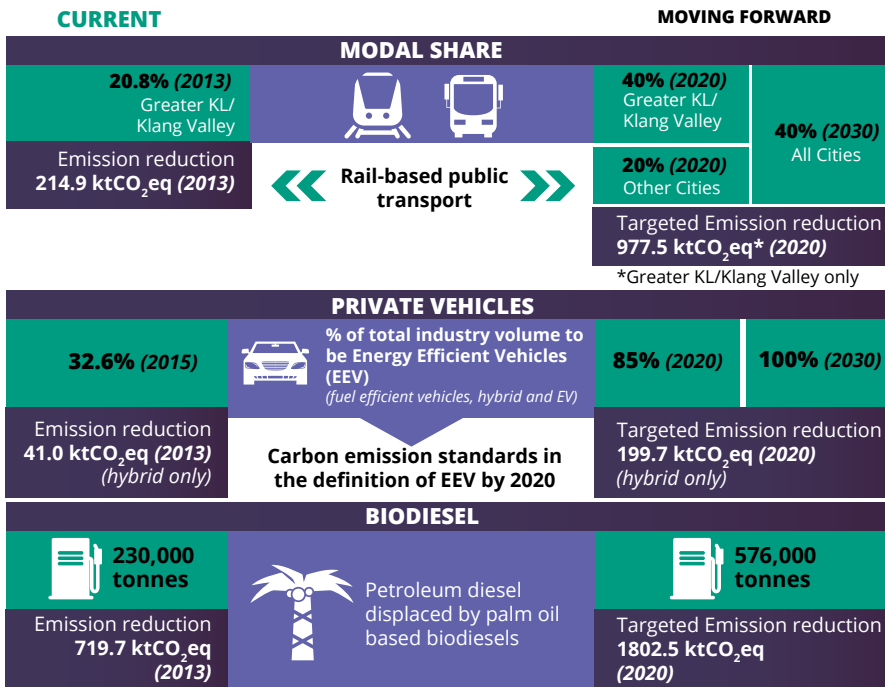 CURRENT
MOVING FORWARD
MODAL SHARE
20.8% (2013)
Greater KL/
Klang Valley
Emission reduction
214.9 ktCO₂eq (2013)
Rail-based public
transport
40% (2020)
Greater KL/
Klang Valley
20% (2020)
Other Cities
40% (2030)
All Cities
Targeted Emission reduction
977.5 ktCO₂eq* (2020)
*Greater KL/Klang Valley only
PRIVATE VEHICLES
32.6% (2015)
Emission reduction
41.0 ktCO₂eq (2013)
(hybrid only)
% of total industry volume to
be Energy Efficient Vehicles
(EEV)
(fuel efficient vehicles, hybrid and EV)
Carbon emission standards in
the definition of EEV by 2020
85% (2020)
100% (2030)
Targeted Emission reduction
199.7 ktCO₂eq (2020)
(hybrid only)
BIODIESEL
230,000
tonnes
Emission reduction
719.7 ktCO₂eq
(2013)
Petroleum diesel
displaced by palm oil
based biodiesels
576,000
tonnes
Targeted Emission reduction
1802.5 ktCO₂eq
(2020)